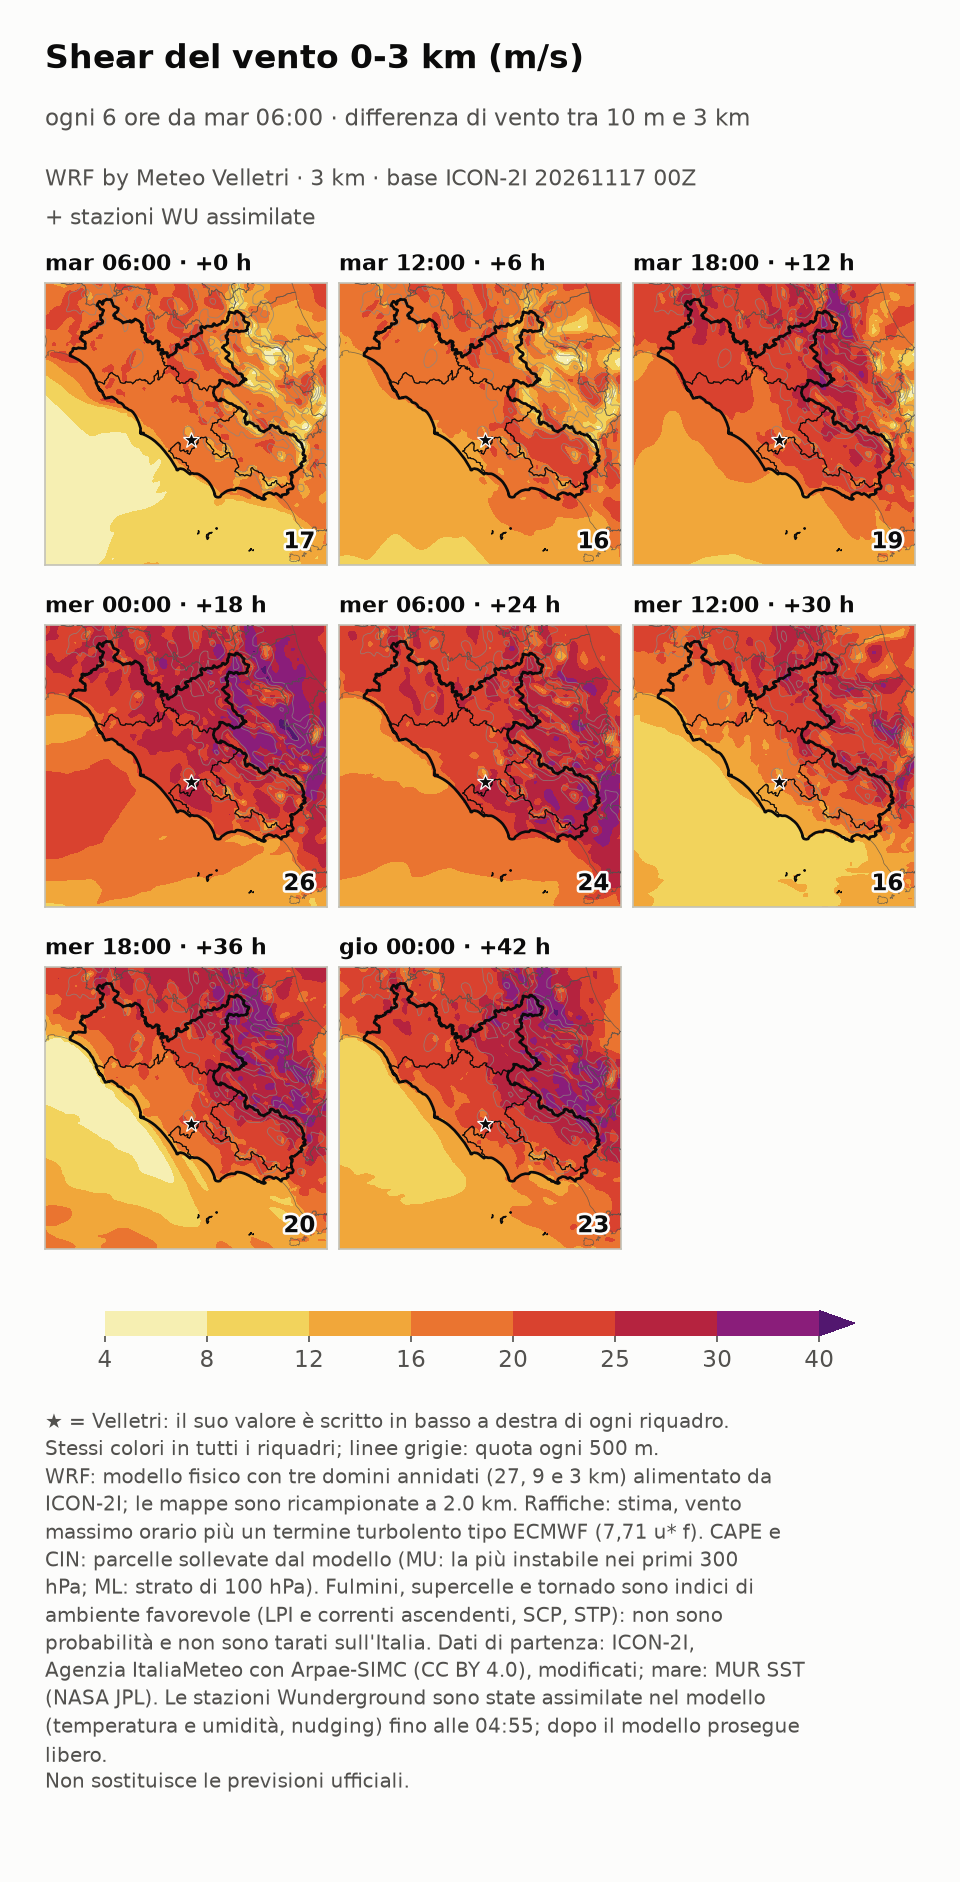 Shear del vento 0-3 km (m/s)
ogni 6 ore da mar 06:00 · differenza di vento tra 10 m e 3 km
WRF by Meteo Velletri · 3 km · base ICON-2I 20261117 00Z
+ stazioni WU assimilate
mar 06:00 · +0 h
mar 12:00 · +6 h
mar 18:00 · +12 h
17
16
19
mer 00:00 · +18 h
mer 06:00 · +24 h
mer 12:00 · +30 h
26
24
16
mer 18:00 · +36 h
gio 00:00 · +42 h
20
23
4 8 12 16 20 25 30 40
★ = Velletri: il suo valore è scritto in basso a destra di ogni riquadro.
Stessi colori in tutti i riquadri; linee grigie: quota ogni 500 m.
WRF: modello fisico con tre domini annidati (27, 9 e 3 km) alimentato da
ICON-2I; le mappe sono ricampionate a 2.0 km. Raffiche: stima, vento
massimo orario più un termine turbolento tipo ECMWF (7,71 u* f). CAPE e
CIN: parcelle sollevate dal modello (MU: la più instabile nei primi 300
hPa; ML: strato di 100 hPa). Fulmini, supercelle e tornado sono indici di
ambiente favorevole (LPI e correnti ascendenti, SCP, STP): non sono
probabilità e non sono tarati sull'Italia. Dati di partenza: ICON-2I,
Agenzia ItaliaMeteo con Arpae-SIMC (CC BY 4.0), modificati; mare: MUR SST
(NASA JPL). Le stazioni Wunderground sono state assimilate nel modello
(temperatura e umidità, nudging) fino alle 04:55; dopo il modello prosegue
libero.
Non sostituisce le previsioni ufficiali.